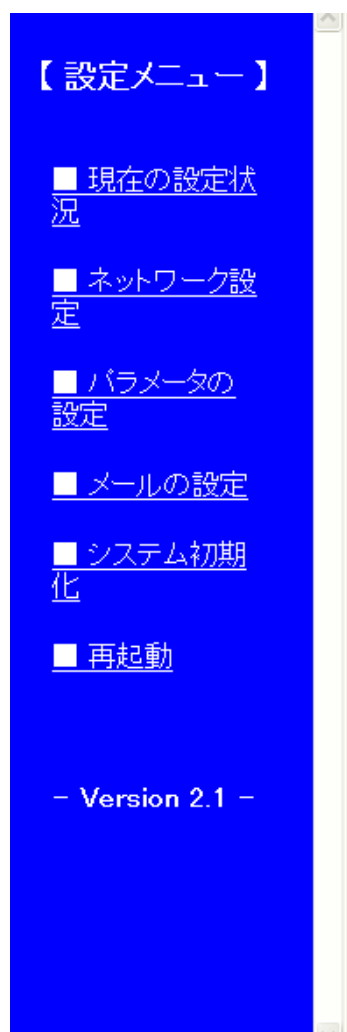 【 設定メニュー 】
■ 現在の設定状
況
■ ネットワーク設
定
■ パラメータの
設定
■ メールの設定
■ システム初期
化
■ 再起動
− Version 2.1 −